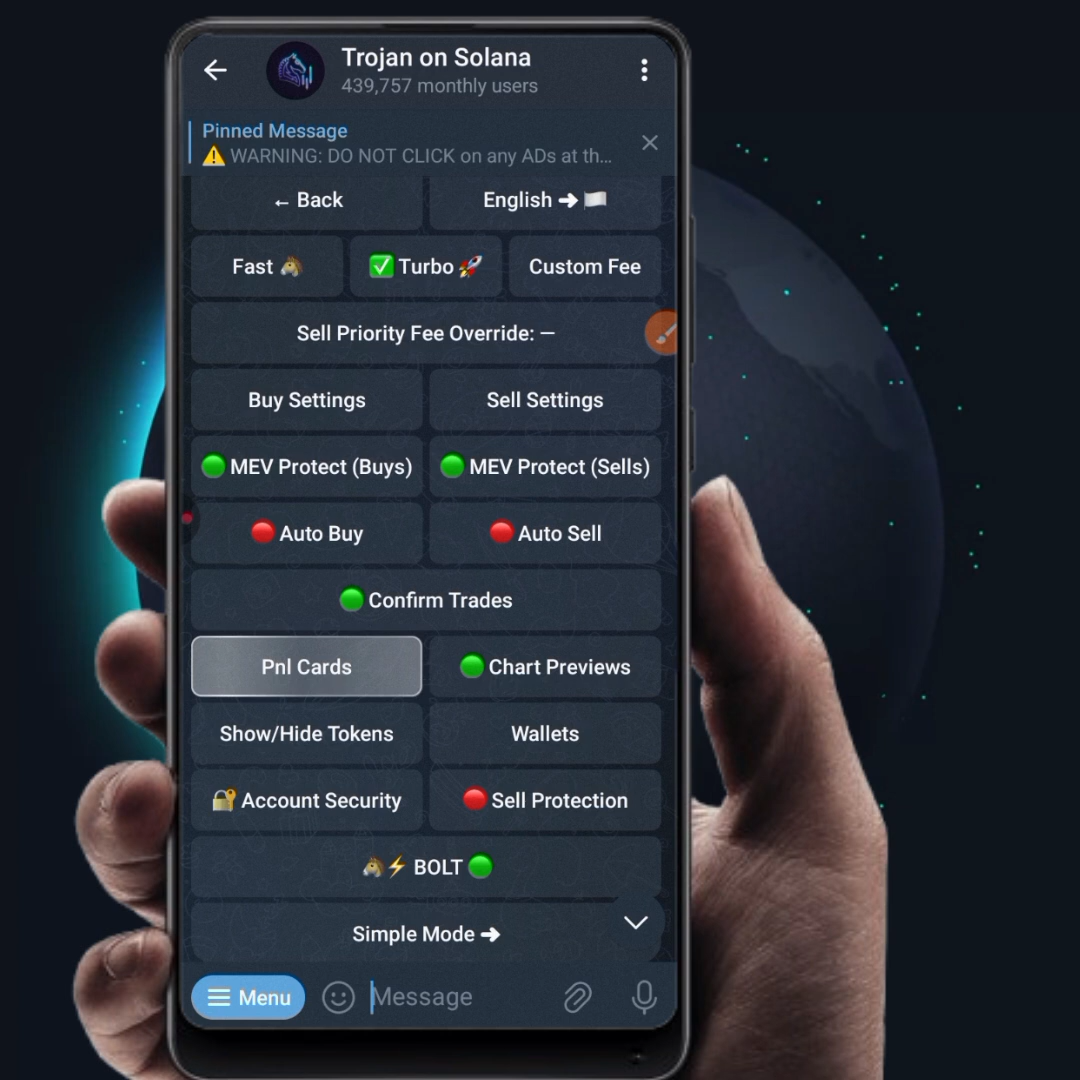 Trojan on Solana
439,757 monthly users
Pinned Message
⚠️ WARNING: DO NOT CLICK on any ADs at th...
← Back
English ➜ 🏳️
Fast 🐴
✅ Turbo 🚀
Custom Fee
Sell Priority Fee Override: —
Buy Settings
Sell Settings
🟢 MEV Protect (Buys)
🟢 MEV Protect (Sells)
🔴 Auto Buy
🔴 Auto Sell
🟢 Confirm Trades
Pnl Cards
🟢 Chart Previews
Show/Hide Tokens
Wallets
🔐 Account Security
🔴 Sell Protection
🐴⚡ BOLT 🟢
Simple Mode ➜
Menu
Message